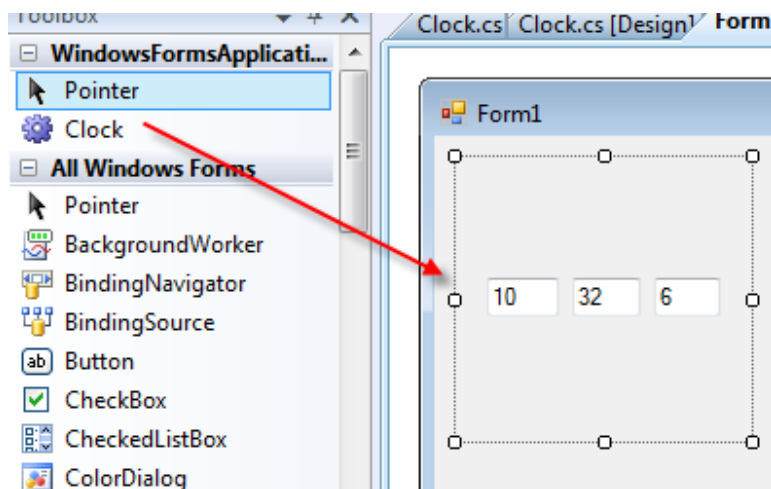 Toolbox
WindowsFormsApplicati...
Pointer
Clock
All Windows Forms
Pointer
BackgroundWorker
BindingNavigator
BindingSource
Button
CheckBox
CheckedListBox
ColorDialog
Clock.cs Clock.cs [Design] Form
Form1
10 32 6